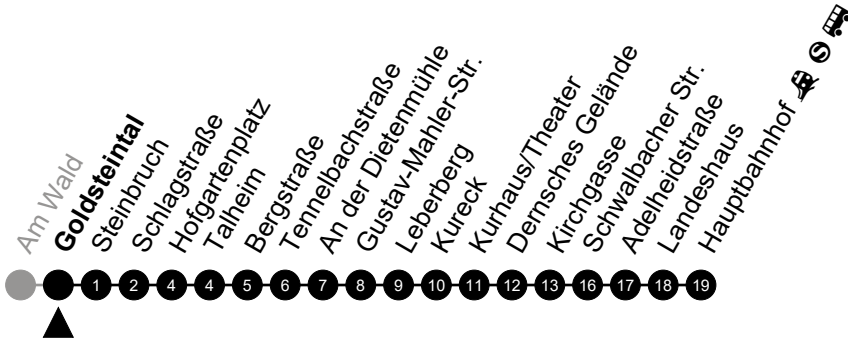 Am Wald
Goldsteintal
Steinbruch
Schlagstraße
Hofgartenplatz
Talheim
Bergstraße
Tennelbachstraße
An der Dietenmühle
Gustav-Mahler-Str.
Leberberg
Kureck
Kurhaus/Theater
Dernsches Gelände
Kirchgasse
Schwalbacher Str.
Adelheidstraße
Landeshaus
Hauptbahnhof S
1 2 4 4 5 6 7 8 9 10 11 12 13 16 17 18 19